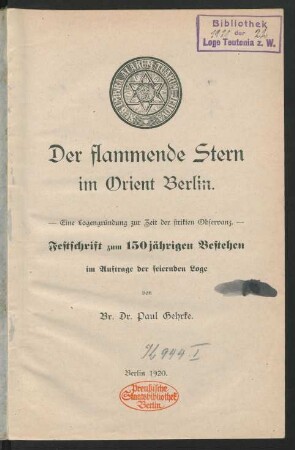 Bibliothek
Loge Teutonia z. W.
Der flammende Stern
im Orient Berlin.
— Eine Logengründung zur Zeit der strikten Observanz. —
Festschrift zum 150jährigen Bestehen
im Auftrage der feiernden Loge
von
Br. Dr. Paul Gehrke.
Berlin 1920.
Preußische
Staatsbibliothek
Berlin